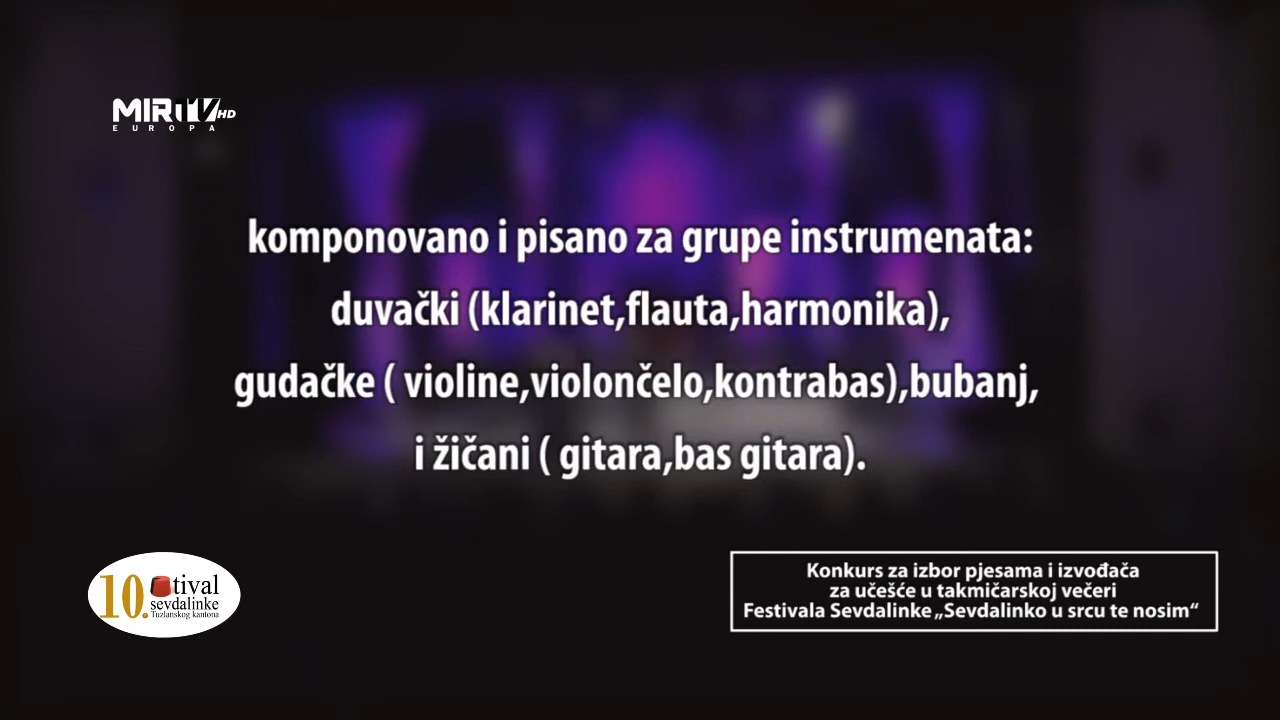 MIR TV HD
EUROPA
komponovano i pisano za grupe instrumenata:
duvački (klarinet,flauta,harmonika),
gudačke ( violine,violončelo,kontrabas),bubanj,
i žičani ( gitara,bas gitara).
10. stival
sevdalinke
Tuzlanskog kantona
Konkurs za izbor pjesama i izvođača
za učešće u takmičarskoj večeri
Festivala Sevdalinke „Sevdalinko u srcu te nosim“